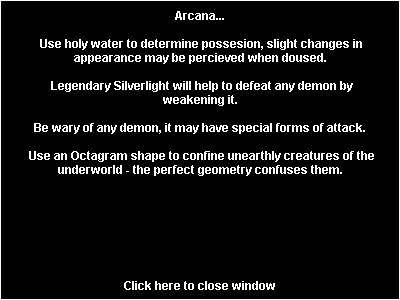 Arcana...
Use holy water to determine possesion, slight changes in
appearance may be percieved when doused.
Legendary Silverlight will help to defeat any demon by
weakening it.
Be wary of any demon, it may have special forms of attack.
Use an Octagram shape to confine unearthly creatures of the
underworld - the perfect geometry confuses them.
Click here to close window